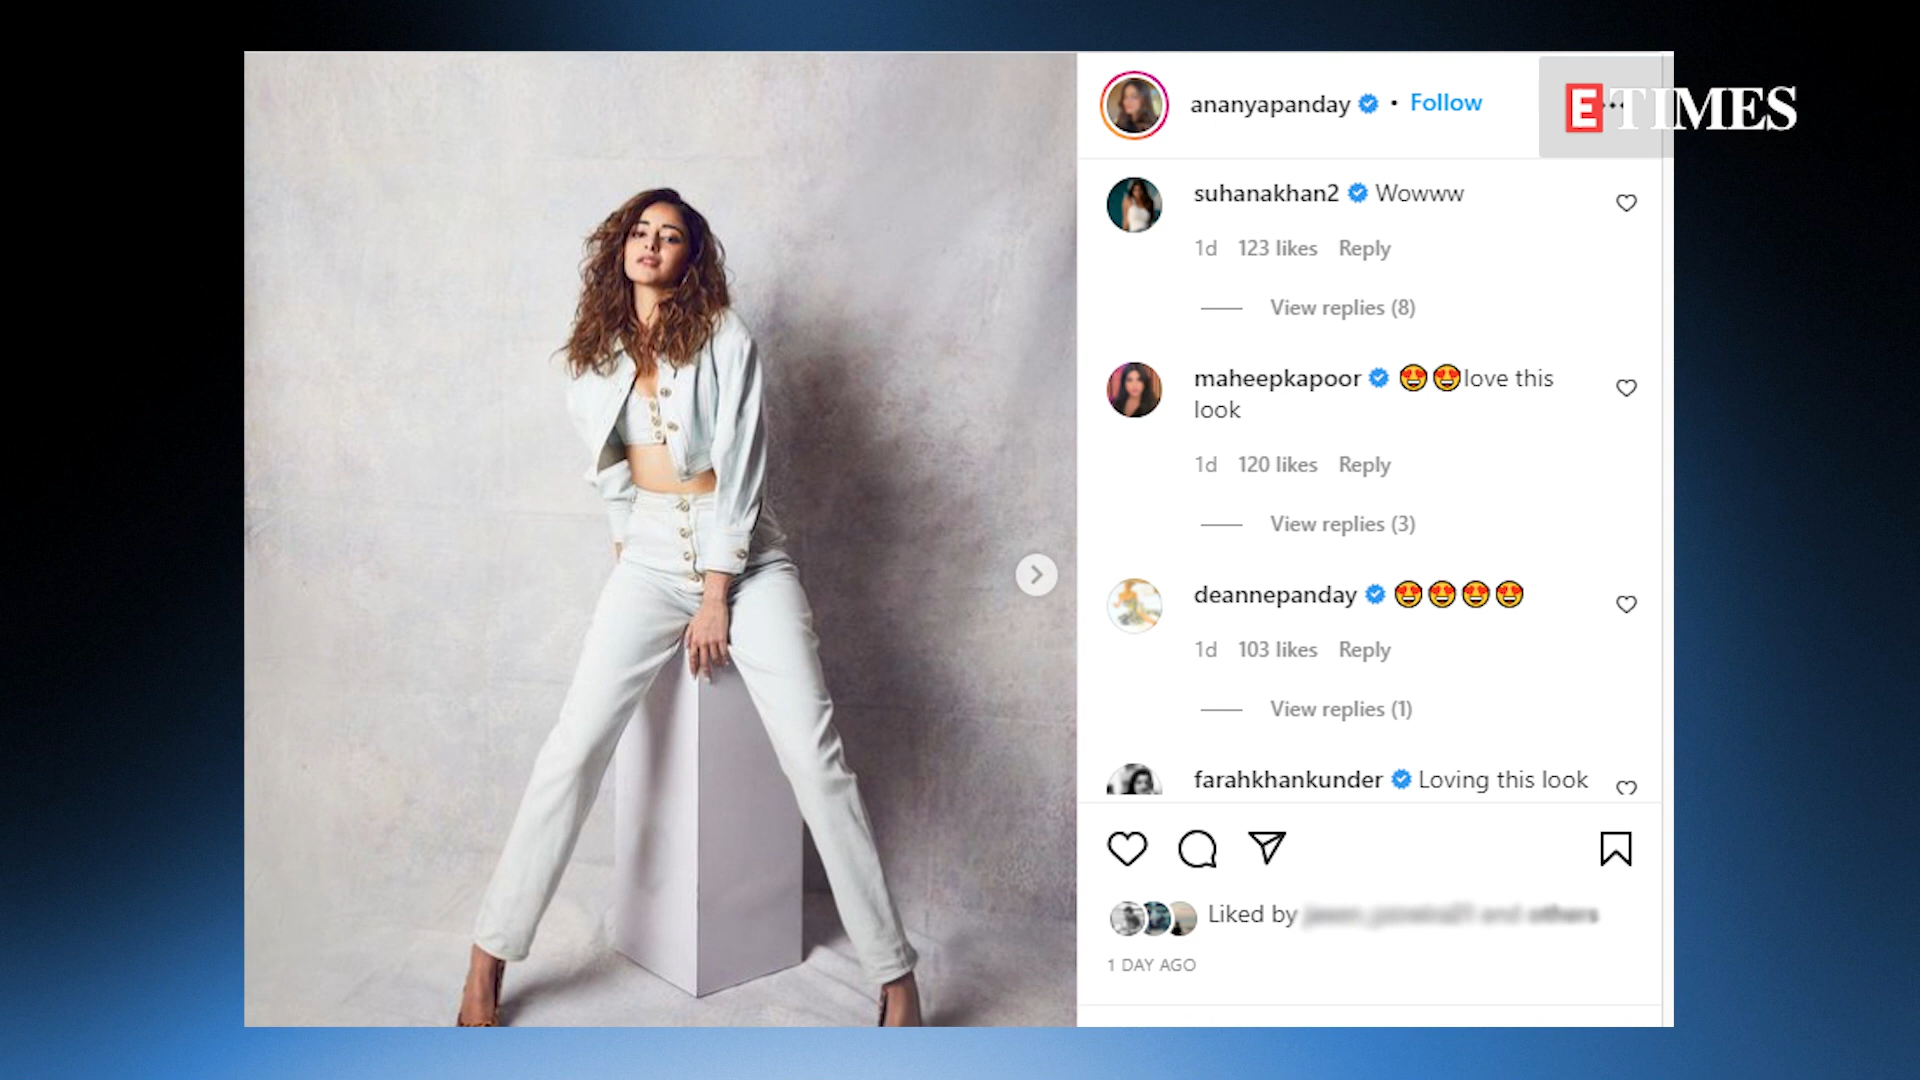 ananyapanday • Follow
E TIMES
suhanakhan2 Wowww
1d 123 likes Reply
View replies (8)
maheepkapoor 😍😍love this
look
1d 120 likes Reply
View replies (3)
deannepanday 😍😍😍😍
1d 103 likes Reply
View replies (1)
farahkhankunder Loving this look
Liked by
1 DAY AGO